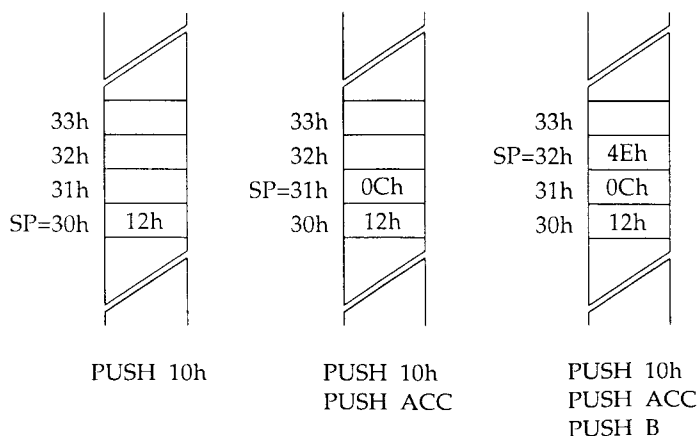 33h
32h
31h
SP=30h 12h
PUSH 10h
33h
32h
SP=31h 0Ch
30h 12h
PUSH 10h
PUSH ACC
33h
SP=32h 4Eh
31h 0Ch
30h 12h
PUSH 10h
PUSH ACC
PUSH B